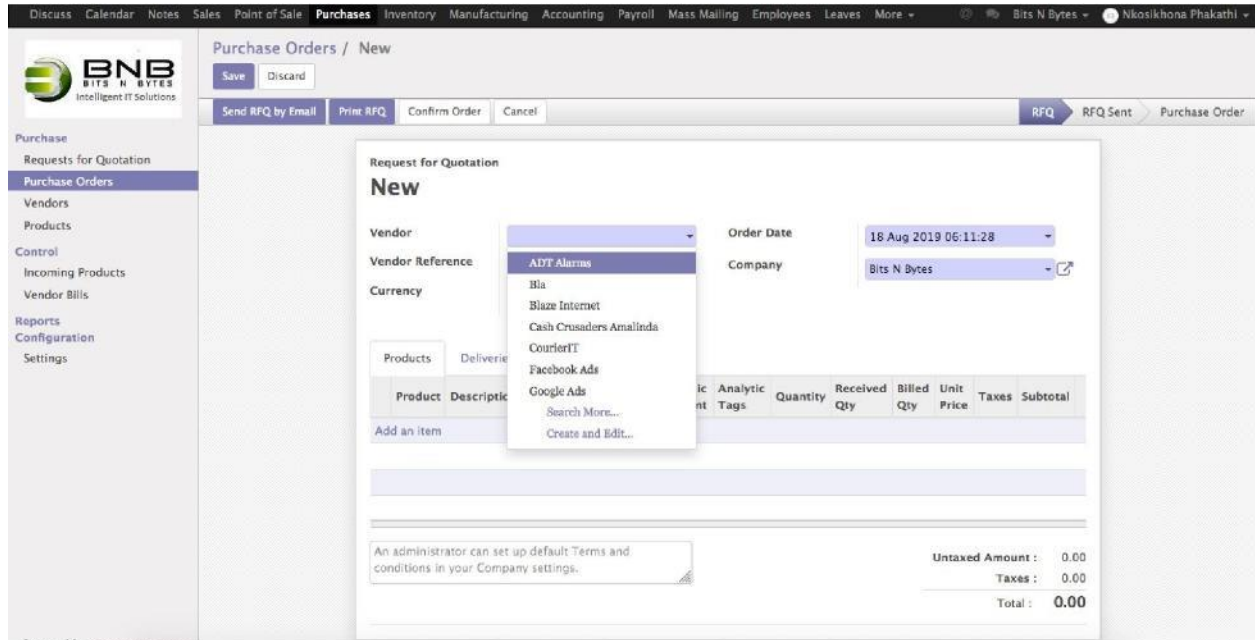 Discuss Calendar Notes Sales Point of Sale Purchases Inventory Manufacturing Accounting Payroll Mass Mailing Employees Leaves More Bits N Bytes Nkosikhona Phakathi
BNB
BITS N BYTES
Intelligent IT Solutions
Purchase Orders / New
Save Discard
Send RFQ by Email Print RFQ Confirm Order Cancel RFQ RFQ Sent Purchase Order
Purchase
Requests for Quotation
Purchase Orders
Vendors
Products
Control
Incoming Products
Vendor Bills
Reports
Configuration
Settings
Request for Quotation
New
Vendor Order Date 18 Aug 2019 06:11:28
Vendor Reference Company Bits N Bytes
Currency
ADT Alarms
Bla
Blaze Internet
Cash Crusaders Amalinda
CourierIT
Facebook Ads
Google Ads
Search More...
Create and Edit...
Products Deliverie
Product Descriptic ic nt Analytic Tags Quantity Received Qty Billed Qty Unit Price Taxes Subtotal
Add an item
An administrator can set up default Terms and
conditions in your Company settings.
Untaxed Amount : 0.00
Taxes : 0.00
Total : 0.00